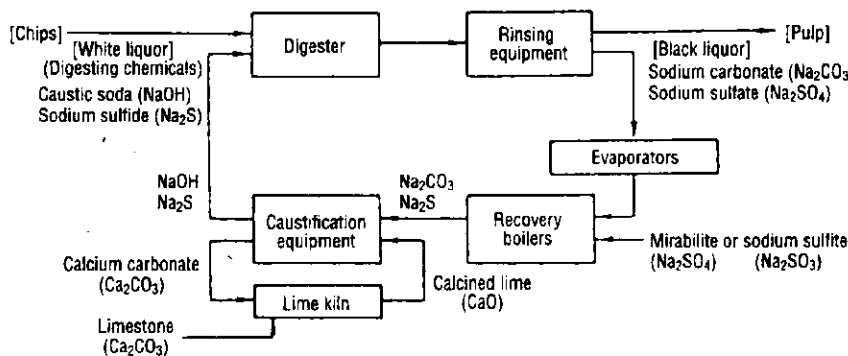 [Chips]
[White liquor]
(Digesting chemicals)
Caustic soda (NaOH)
Sodium sulfide (Na₂S)
Digester
Rinsing
equipment
[Pulp]
[Black liquor]
Sodium carbonate (Na₂CO₃
Sodium sulfate (Na₂SO₄)
Evaporators
NaOH
Na₂S
Caustification
equipment
Na₂CO₃
Na₂S
Recovery
boilers
Mirabilite or sodium sulfite
(Na₂SO₄) (Na₂SO₃)
Calcium carbonate
(Ca₂CO₃)
Lime kiln
Calcined lime
(CaO)
Limestone
(Ca₂CO₃)